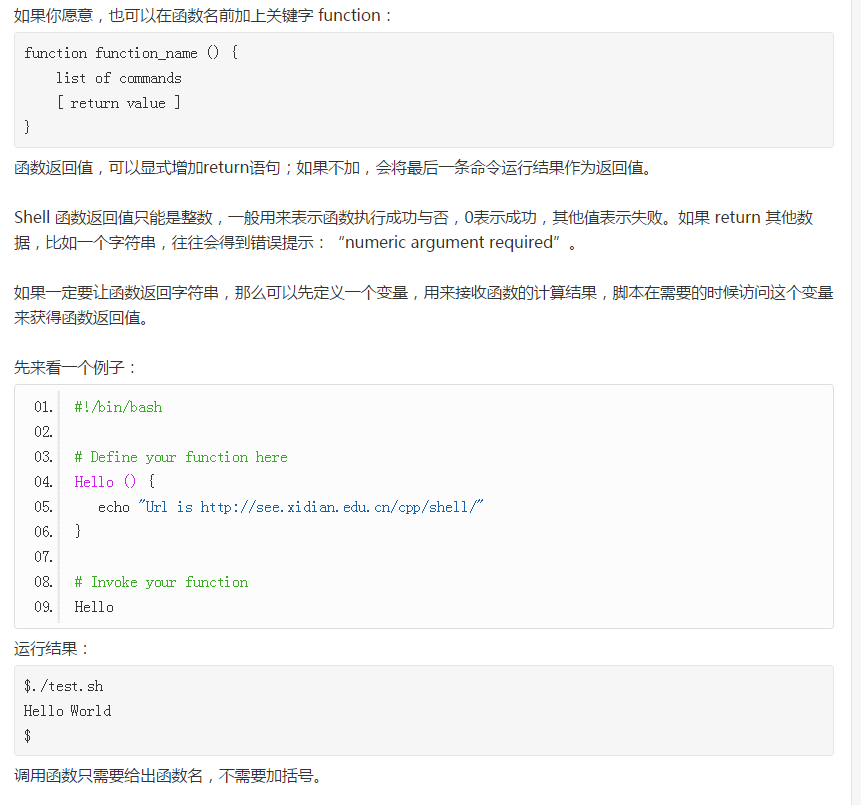 如果你愿意，也可以在函数名前加上关键字 function：
function function_name () {
    list of commands
    [ return value ]
}
函数返回值，可以显式增加return语句；如果不加，会将最后一条命令运行结果作为返回值。
Shell 函数返回值只能是整数，一般用来表示函数执行成功与否，0表示成功，其他值表示失败。如果 return 其他数
据，比如一个字符串，往往会得到错误提示：“numeric argument required”。
如果一定要让函数返回字符串，那么可以先定义一个变量，用来接收函数的计算结果，脚本在需要的时候访问这个变量
来获得函数返回值。
先来看一个例子：
01. #!/bin/bash
02.
03. # Define your function here
04. Hello () {
05.    echo "Url is http://see.xidian.edu.cn/cpp/shell/"
06. }
07.
08. # Invoke your function
09. Hello
运行结果：
$./test.sh
Hello World
$
调用函数只需要给出函数名，不需要加括号。